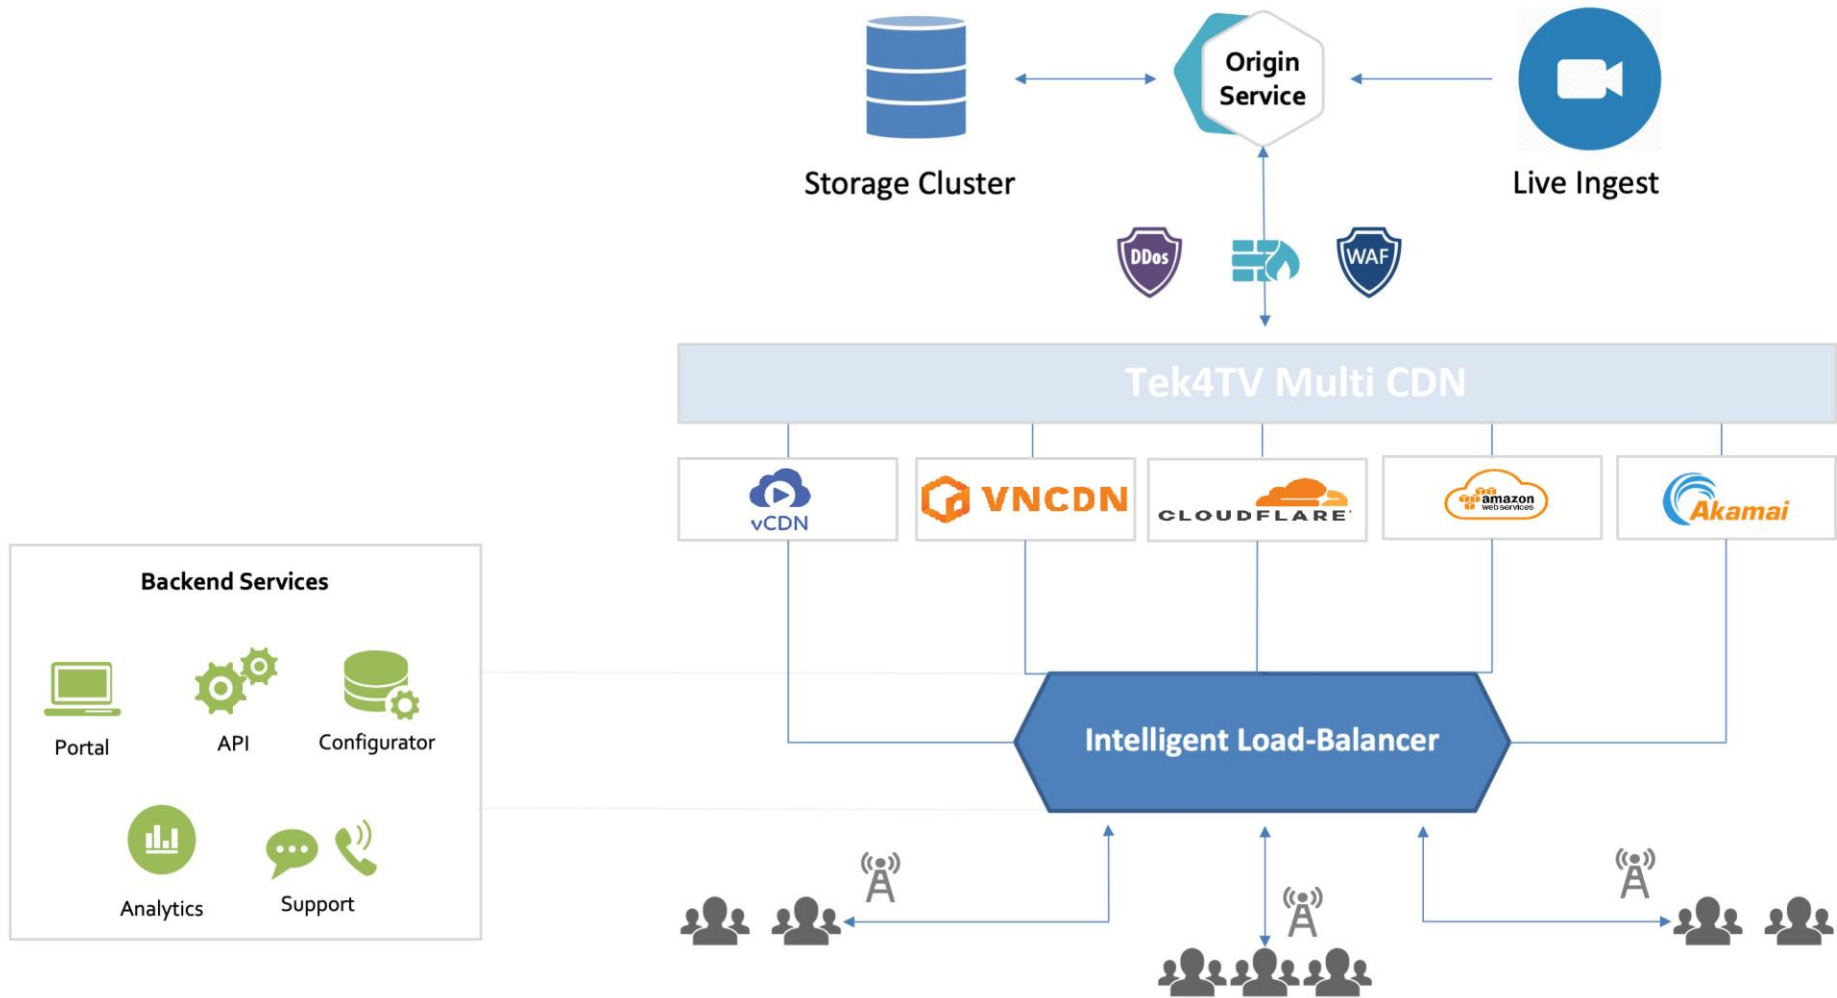 Origin
Service
Storage Cluster
Live Ingest
DDos
WAF
Tek4TV Multi CDN
vCDN
VNCDN
CLOUDFLARE
amazon
web services
Akamai
Backend Services
Portal
API
Configurator
Analytics
Support
Intelligent Load-Balancer